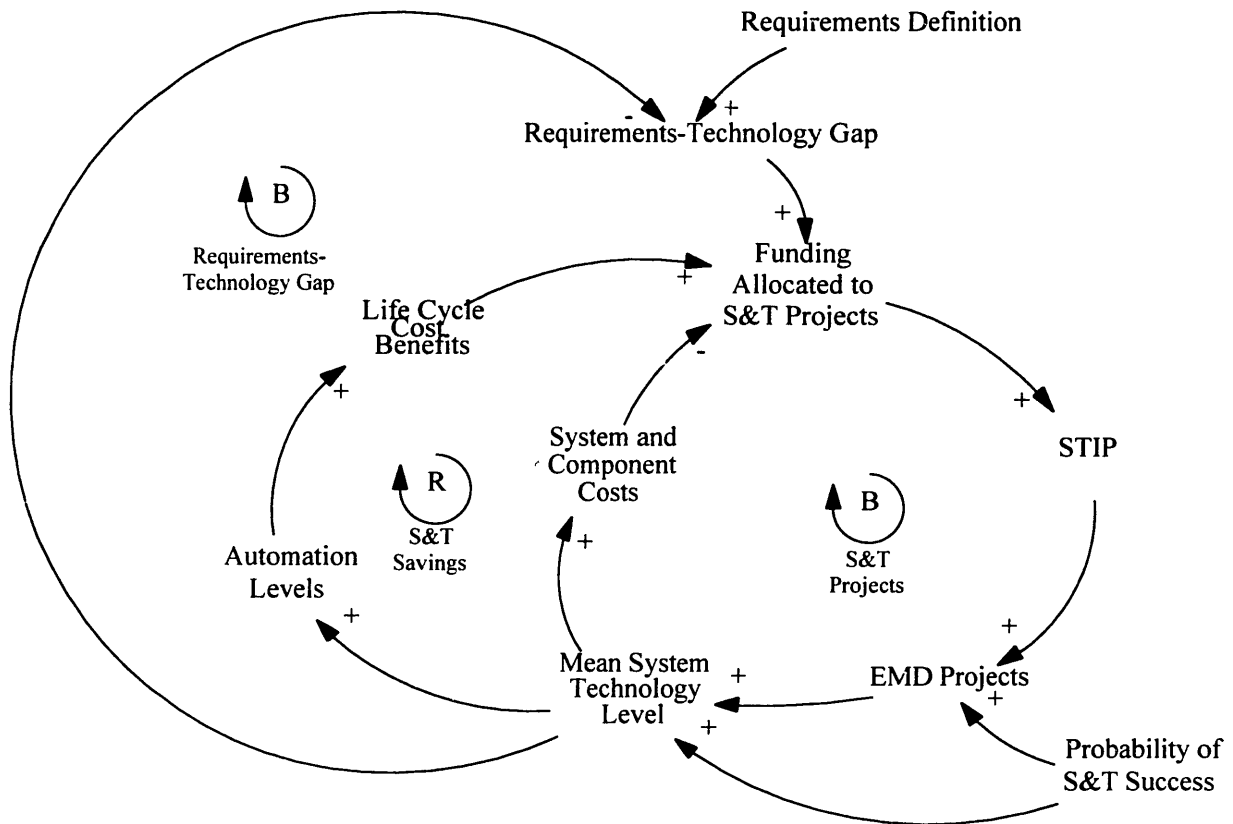 Requirements Definition
-
+
Requirements-Technology Gap
+
B
Requirements-
Technology Gap
Funding
Allocated to
S&T Projects
+
Life Cycle
Cost
Benefits
-
+
+
STIP
System and
Component
Costs
R
S&T
Savings
B
S&T
Projects
+
Automation
Levels
+
+
Mean System
Technology
Level
+
EMD Projects
+
+
Probability of
S&T Success